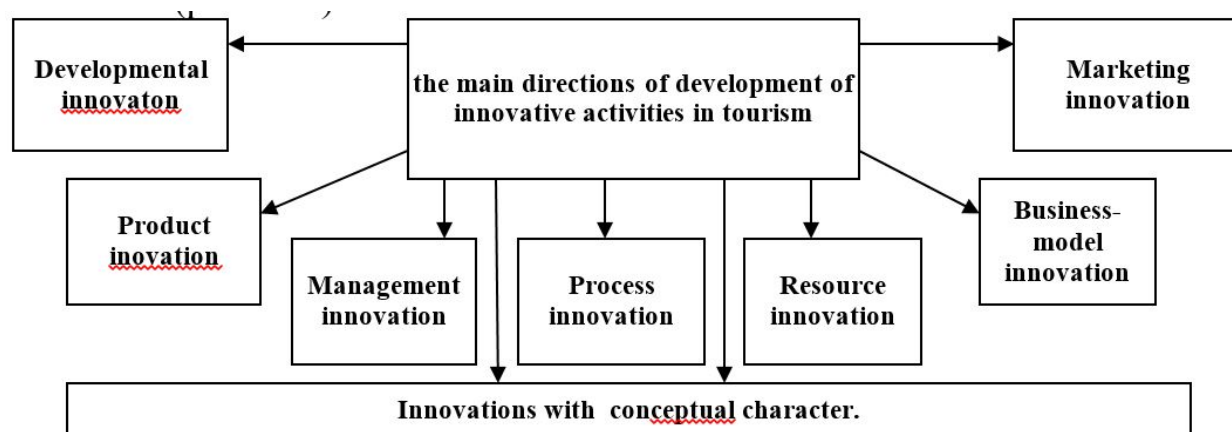 Developmental
innovaton
the main directions of development of
innovative activities in tourism
Marketing
innovation
Product
inovation
Business-
model
innovation
Management
innovation
Process
innovation
Resource
innovation
Innovations with conceptual character.